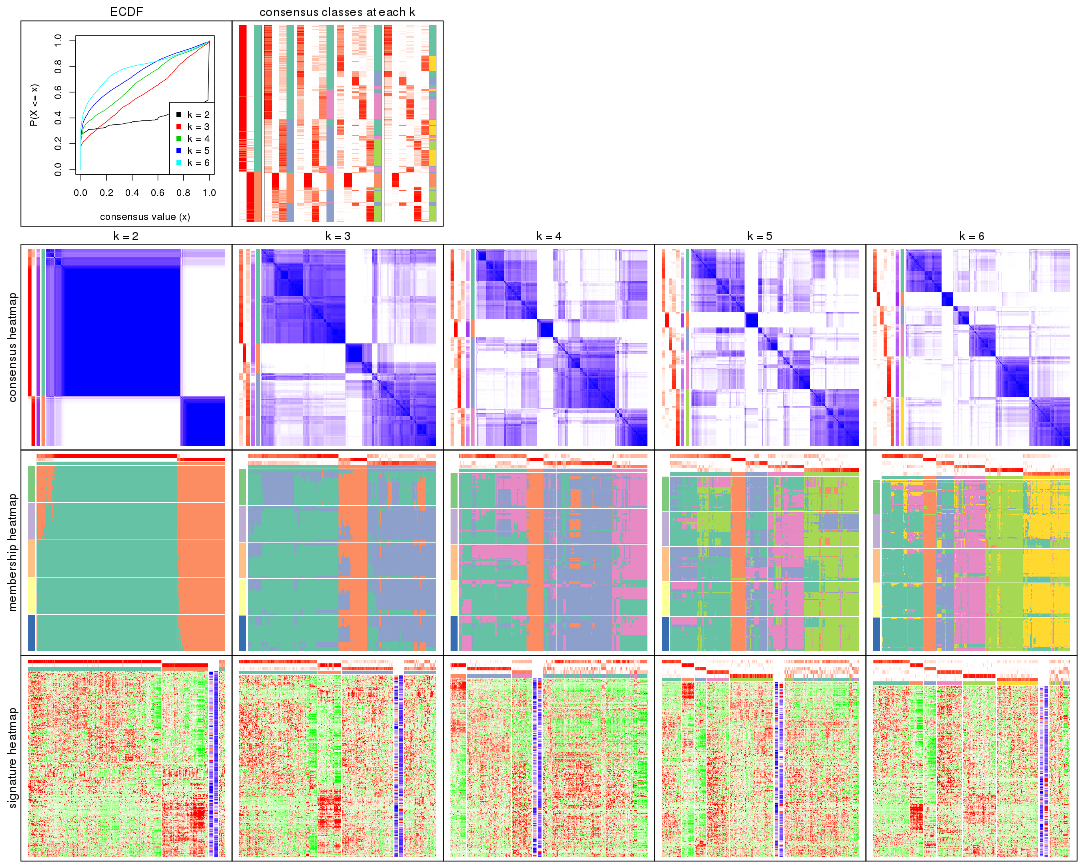 ECDF
consensus classes at each k
P(X <= x)
0.0
0.2
0.4
0.6
0.8
1.0
k = 2
k = 3
k = 4
k = 5
k = 6
0.0 0.2 0.4 0.6 0.8 1.0
consensus value (x)
k = 2
k = 3
k = 4
k = 5
k = 6
consensus heatmap
membership heatmap
signature heatmap